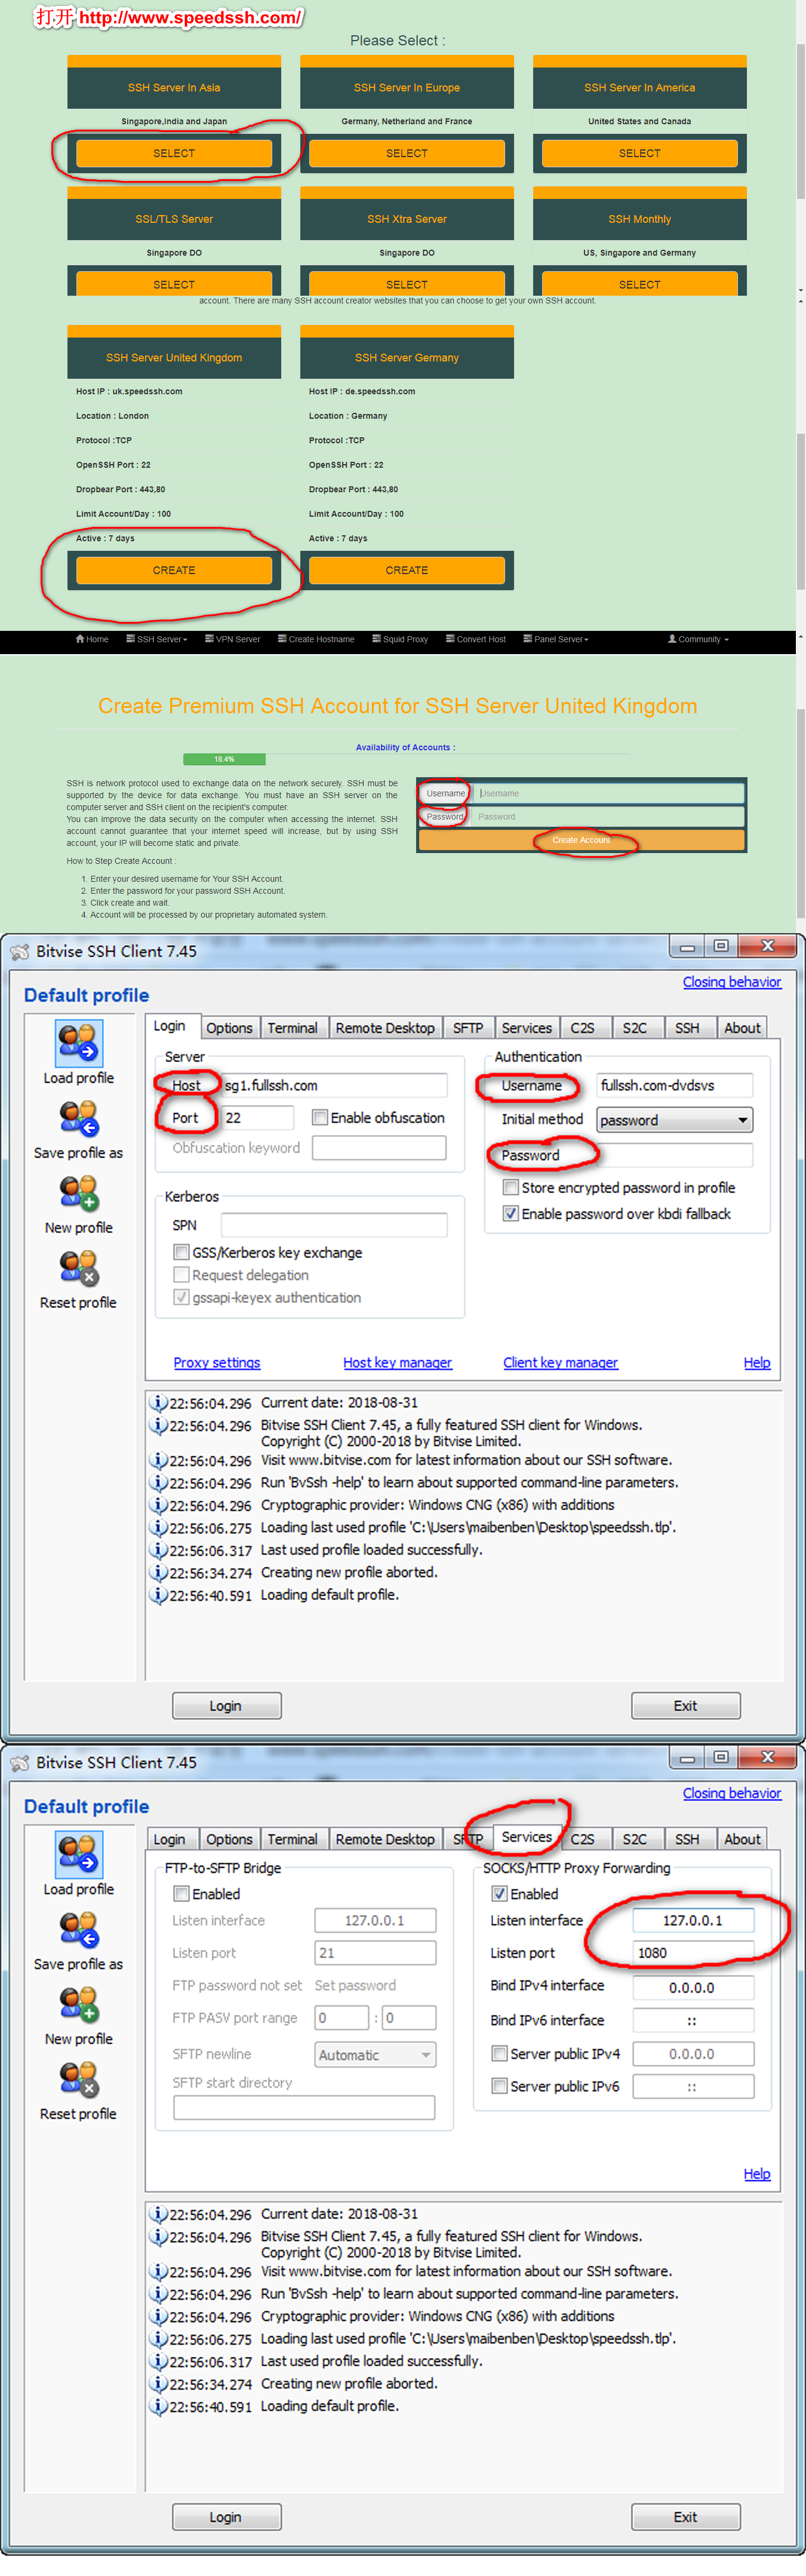 打开 http://www.speedssh.com/
Please Select :
SSH Server In Asia
SSH Server In Europe
SSH Server In America
Singapore,India and Japan
Germany, Netherland and France
United States and Canada
SELECT
SELECT
SELECT
SSL/TLS Server
SSH Xtra Server
SSH Monthly
Singapore DO
Singapore DO
US, Singapore and Germany
SELECT
SELECT
SELECT
account. There are many SSH account creator websites that you can choose to get your own SSH account.
SSH Server United Kingdom
Host IP : uk.speedssh.com
Location : London
Protocol :TCP
OpenSSH Port : 22
Dropbear Port : 443,80
Limit Account/Day : 100
Active : 7 days
CREATE
SSH Server Germany
Host IP : de.speedssh.com
Location : Germany
Protocol :TCP
OpenSSH Port : 22
Dropbear Port : 443,80
Limit Account/Day : 100
Active : 7 days
CREATE
Home SSH Server VPN Server Create Hostname Squid Proxy Convert Host Panel Server Community
Create Premium SSH Account for SSH Server United Kingdom
Availability of Accounts :
18.4%
SSH is network protocol used to exchange data on the network securely. SSH must be
supported by the device for data exchange. You must have an SSH server on the
computer server and SSH client on the recipient's computer.
You can improve the data security on the computer when accessing the internet. SSH
account cannot guarantee that your internet speed will increase, but by using SSH
account, your IP will become static and private.
How to Step Create Account :
1. Enter your desired username for Your SSH Account.
2. Enter the password for your password SSH Account.
3. Click create and wait.
4. Account will be processed by our proprietary automated system.
Username Username
Password Password
Create Account
Bitvise SSH Client 7.45
Default profile
Closing behavior
Load profile
Save profile as
New profile
Reset profile
Login Options Terminal Remote Desktop SFTP Services C2S S2C SSH About
Server
Host sg1.fullssh.com
Port 22 Enable obfuscation
Obfuscation keyword
Kerberos
SPN
GSS/Kerberos key exchange
Request delegation
gssapi-keyex authentication
Authentication
Username fullssh.com-dvdsvs
Initial method password
Password
Store encrypted password in profile
Enable password over kbdi fallback
Proxy settings Host key manager Client key manager Help
22:56:04.296 Current date: 2018-08-31
22:56:04.296 Bitvise SSH Client 7.45, a fully featured SSH client for Windows.
Copyright (C) 2000-2018 by Bitvise Limited.
22:56:04.296 Visit www.bitvise.com for latest information about our SSH software.
22:56:04.296 Run 'BvSsh -help' to learn about supported command-line parameters.
22:56:04.296 Cryptographic provider: Windows CNG (x86) with additions
22:56:06.275 Loading last used profile 'C:\Users\maibenben\Desktop\speedssh.tlp'.
22:56:06.317 Last used profile loaded successfully.
22:56:34.274 Creating new profile aborted.
22:56:40.591 Loading default profile.
Login Exit
Bitvise SSH Client 7.45
Default profile
Closing behavior
Load profile
Save profile as
New profile
Reset profile
Login Options Terminal Remote Desktop SFTP Services C2S S2C SSH About
FTP-to-SFTP Bridge
Enabled
Listen interface 127.0.0.1
Listen port 21
FTP password not set Set password
FTP PASV port range 0 : 0
SFTP newline Automatic
SFTP start directory
SOCKS/HTTP Proxy Forwarding
Enabled
Listen interface 127.0.0.1
Listen port 1080
Bind IPv4 interface 0.0.0.0
Bind IPv6 interface ::
Server public IPv4 0.0.0.0
Server public IPv6 ::
Help
22:56:04.296 Current date: 2018-08-31
22:56:04.296 Bitvise SSH Client 7.45, a fully featured SSH client for Windows.
Copyright (C) 2000-2018 by Bitvise Limited.
22:56:04.296 Visit www.bitvise.com for latest information about our SSH software.
22:56:04.296 Run 'BvSsh -help' to learn about supported command-line parameters.
22:56:04.296 Cryptographic provider: Windows CNG (x86) with additions
22:56:06.275 Loading last used profile 'C:\Users\maibenben\Desktop\speedssh.tlp'.
22:56:06.317 Last used profile loaded successfully.
22:56:34.274 Creating new profile aborted.
22:56:40.591 Loading default profile.
Login Exit